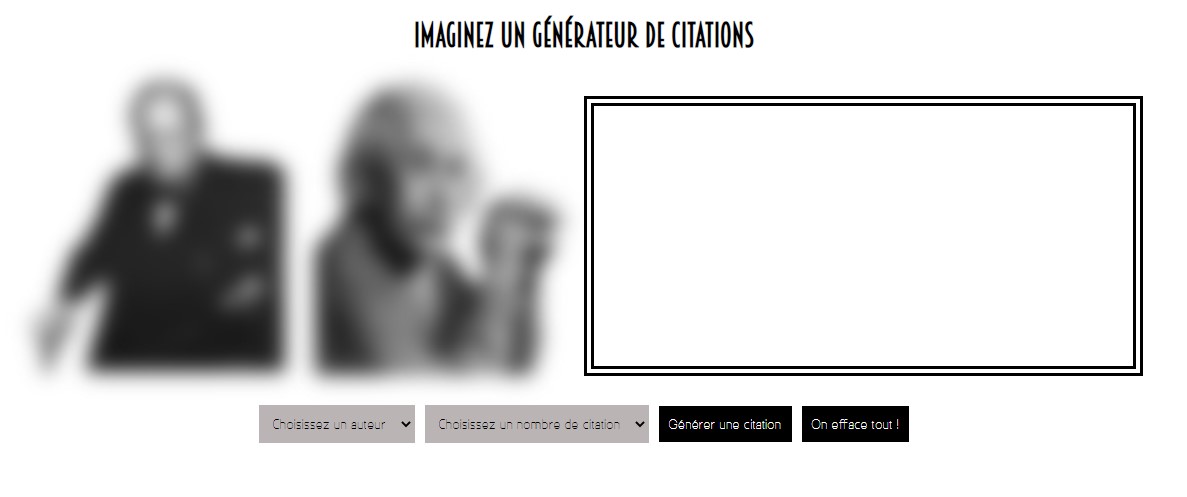 IMAGINEZ UN GÉNÉRATEUR DE CITATIONS
Choisissez un auteur
Choisissez un nombre de citation
Générer une citation
On efface tout !